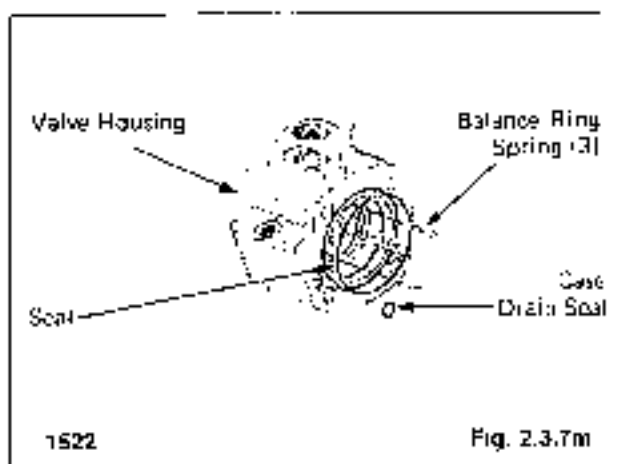 Valve Housing
Balance Ring
Spring (3)
Seal
Case
Drain Seal
1522
Fig. 2.3.7m